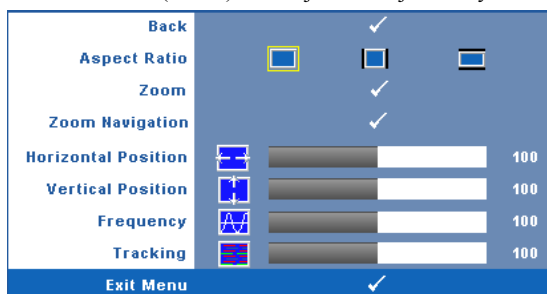 Back
Aspect Ratio
Zoom
Zoom Navigation
Horizontal Position 100
Vertical Position 100
Frequency 100
Tracking 100
Exit Menu